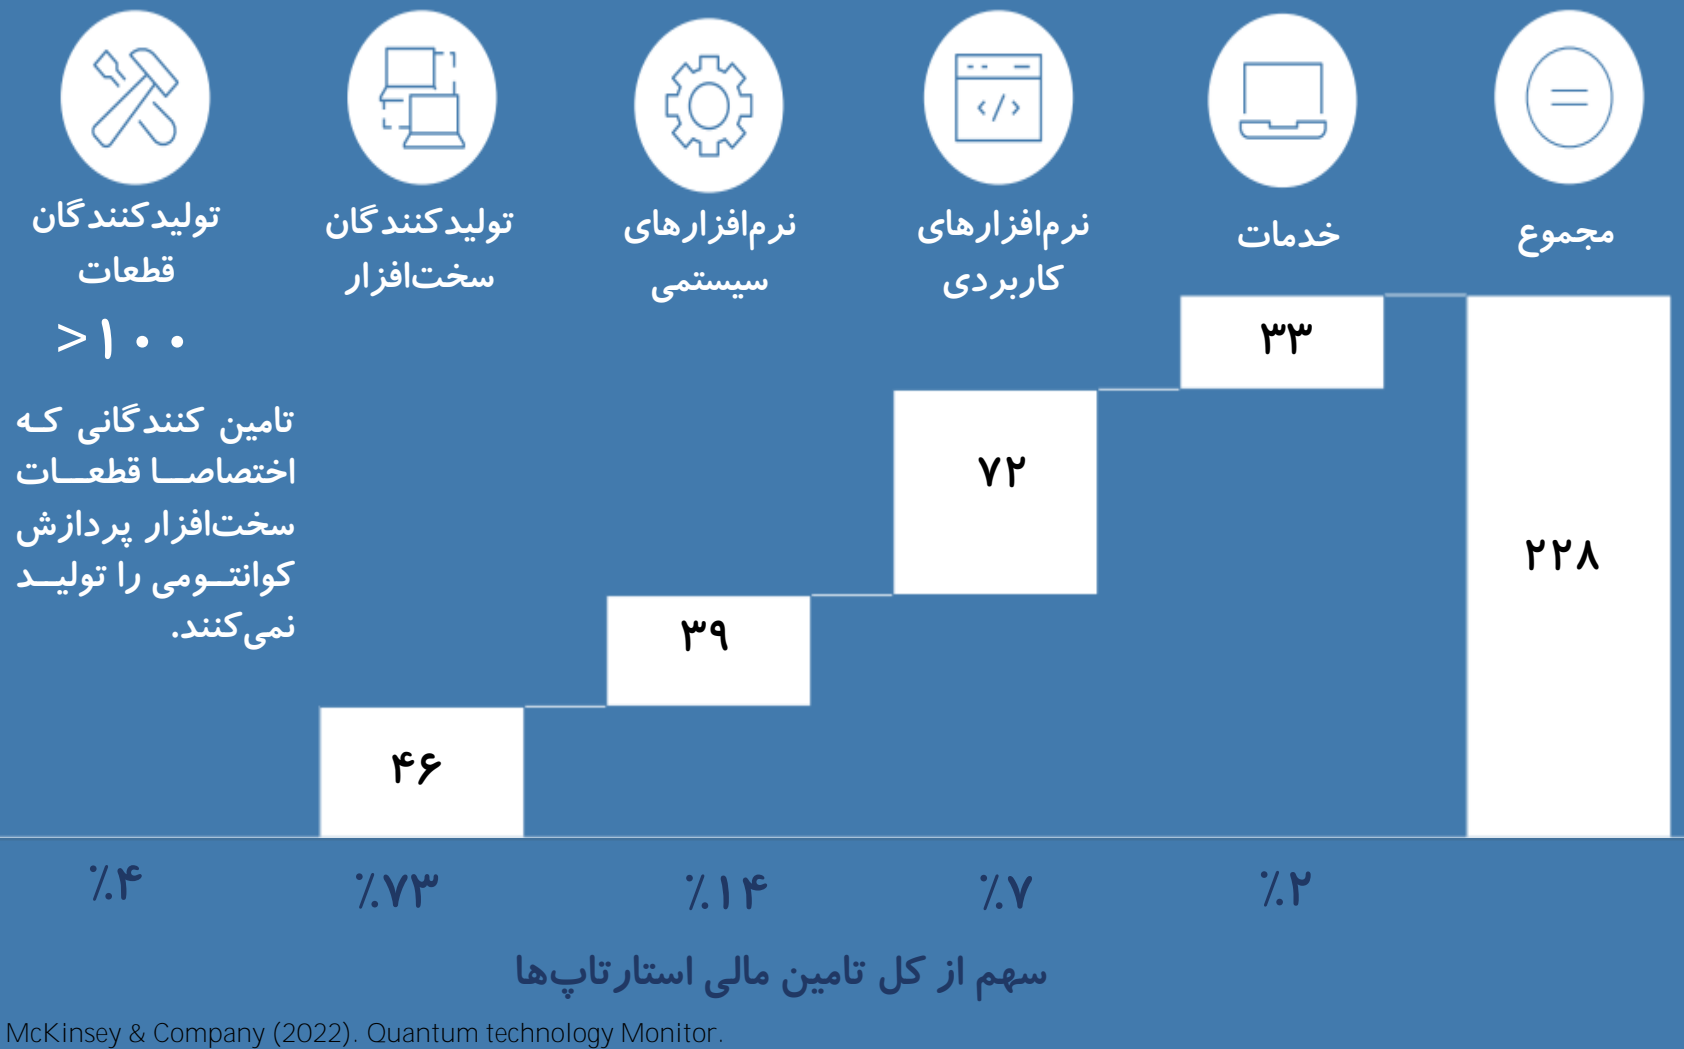 تولیدکنندگان
قطعات
تولیدکنندگان
سخت‌افزار
نرم‌افزارهای
سیستمی
نرم‌افزارهای
کاربردی
خدمات
مجموع
>۱۰۰
تامین کنندگانی که
اختصاصا قطعات
سخت‌افزار پردازش
کوانتومی را تولید
نمی‌کنند.
۴۶
۳۹
۷۲
۳۳
۲۲۸
٪۴
٪۷۳
٪۱۴
٪۷
٪۲
سهم از کل تامین مالی استارتاپ‌ها
McKinsey & Company (2022). Quantum technology Monitor.